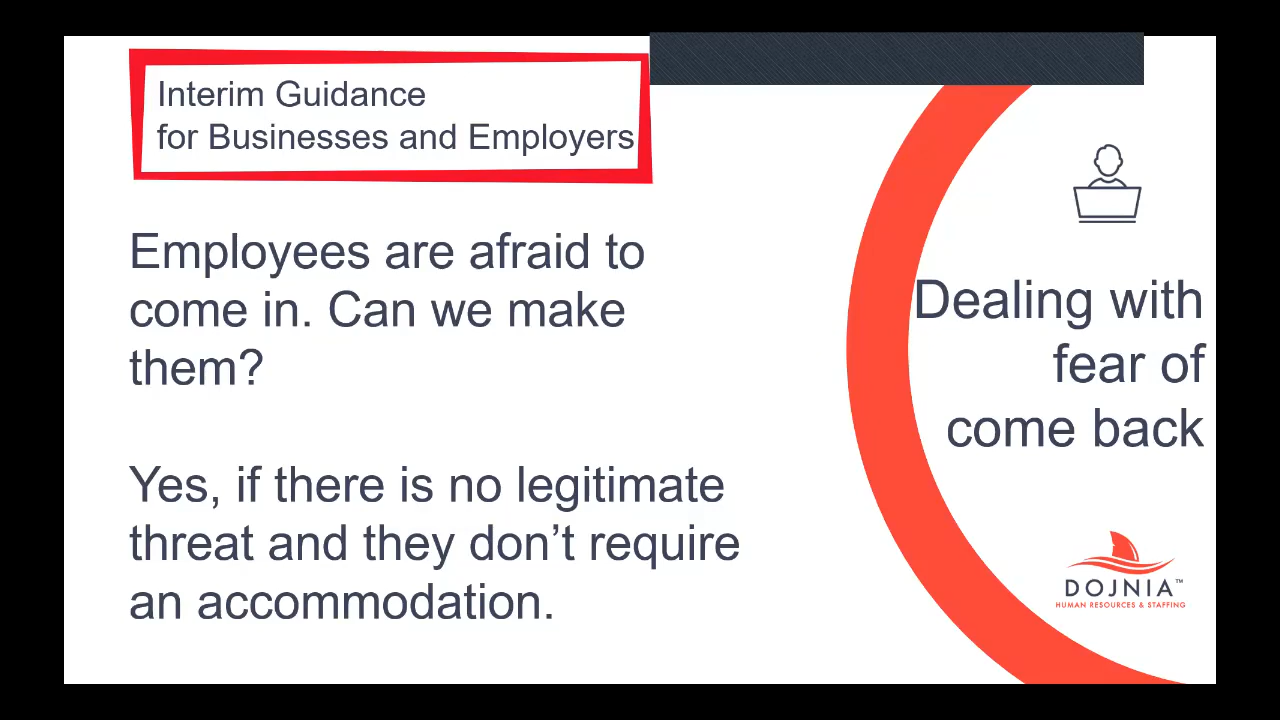 Interim Guidance
for Businesses and Employers
Employees are afraid to
come in. Can we make
them?
Yes, if there is no legitimate
threat and they don’t require
an accommodation.
Dealing with
fear of
come back
DOJNIA™
HUMAN RESOURCES & STAFFING